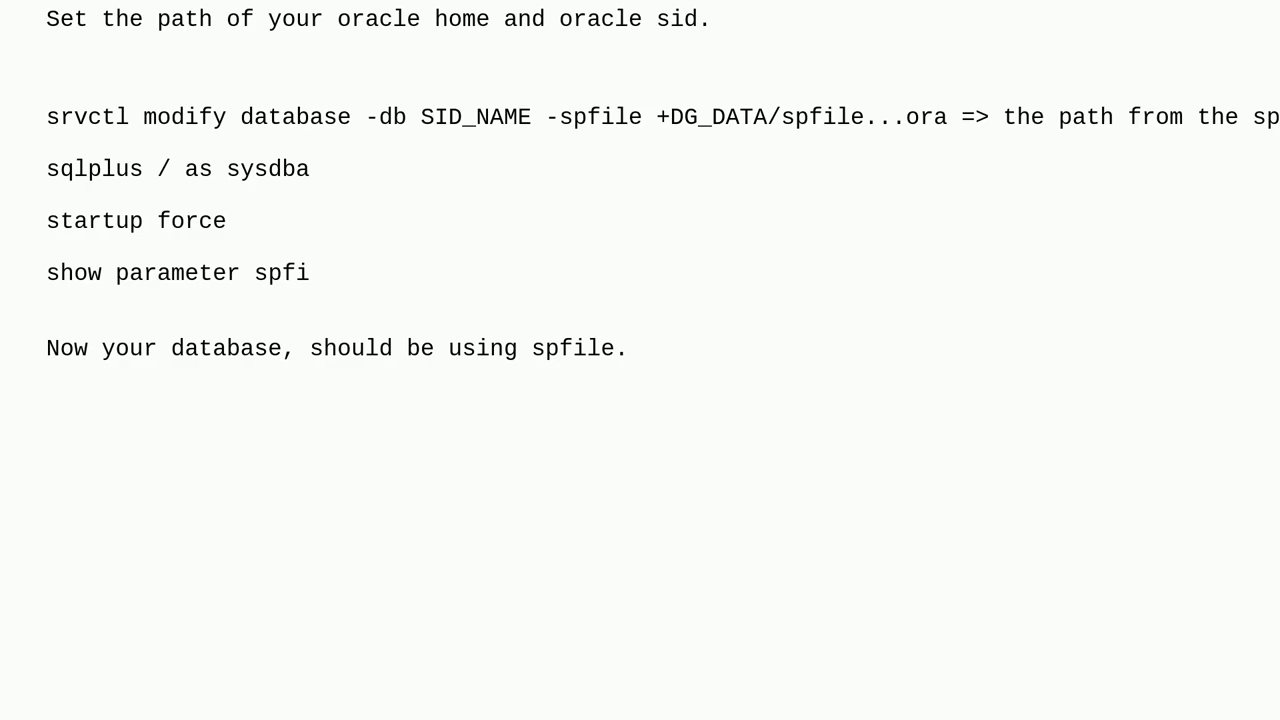 Set the path of your oracle home and oracle sid.
srvctl modify database -db SID_NAME -spfile +DG_DATA/spfile...ora => the path from the sp
sqlplus / as sysdba
startup force
show parameter spfi
Now your database, should be using spfile.